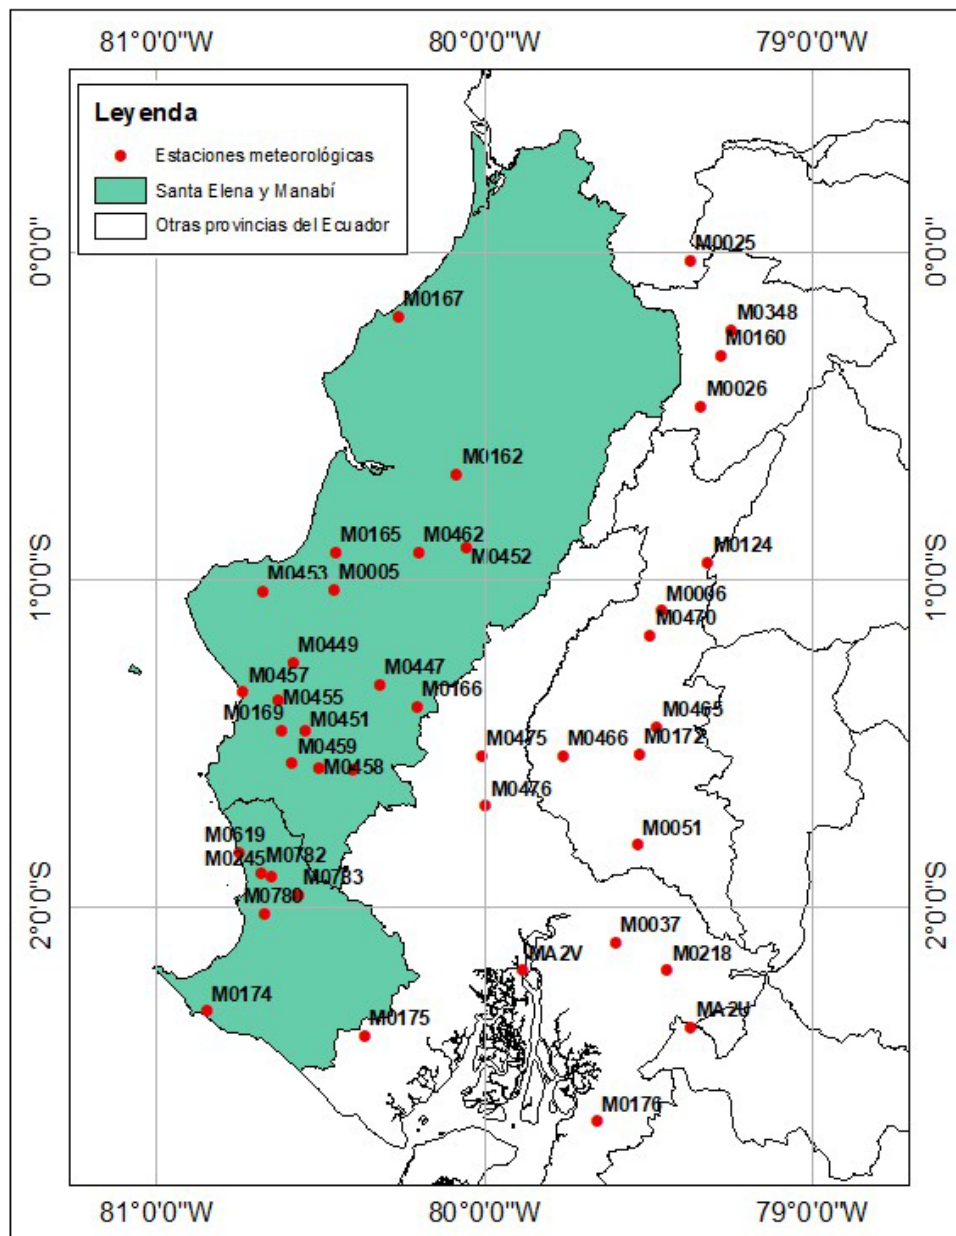 81°0'0"W 80°0'0"W 79°0'0"W
Leyenda
Estaciones meteorológicas
Santa Elena y Manabí
Otras provincias del Ecuador
0°0'0"
0°0'0"
M0025
M0167
M0348
M0160
M0026
M0162
M0165
M0462
M0452
M0124
M0453
M0005
1°0'0"S
1°0'0"S
M0006
M0470
M0449
M0457
M0447
M0455
M0166
M0169
M0451
M0465
M0475
M0466
M0172
M0459
M0458
M0476
M0051
M0619
M0245
M0782
M0783
M0780
2°0'0"S
2°0'0"S
M0037
MA2V
M0218
M0174
M0175
MA2U
M0176
81°0'0"W 80°0'0"W 79°0'0"W